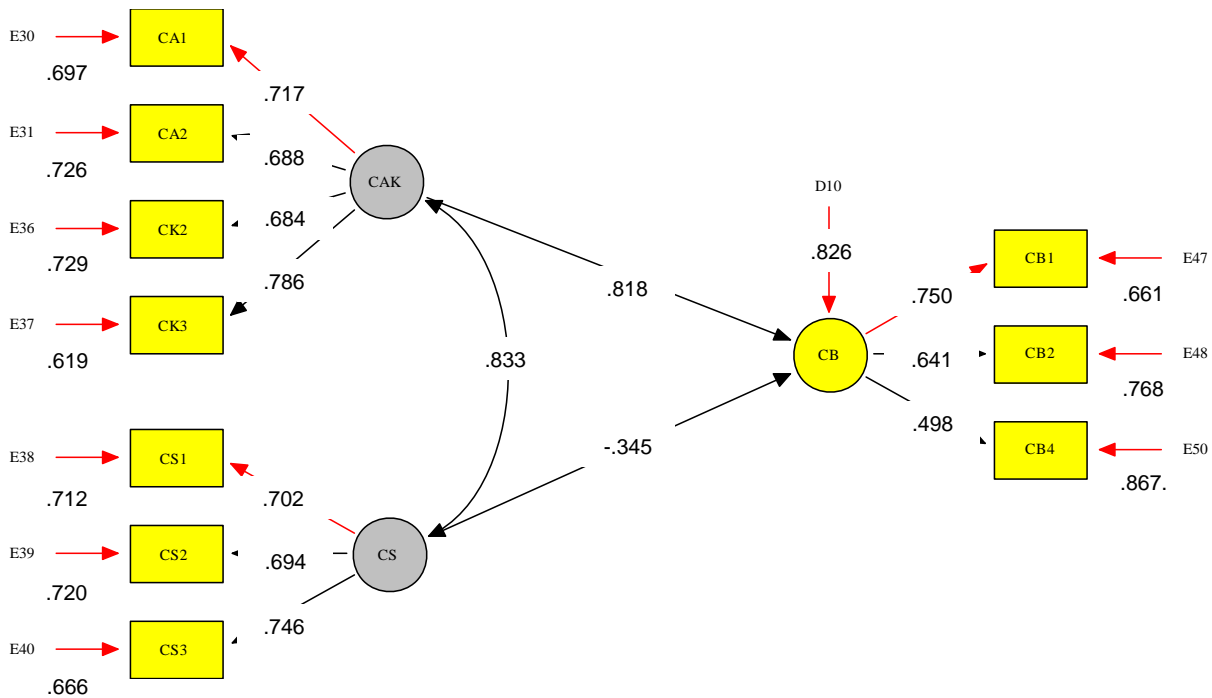 E30
.697
CA1
.717
E31
.726
CA2
.688
CAK
E36
.729
CK2
.684
E37
.619
CK3
.786
.818
.833
D10
.826
CB
.750
CB1
E47
.661
.641
CB2
E48
.768
.498
CB4
E50
.867.
-.345
E38
.712
CS1
.702
E39
.720
CS2
.694
CS
E40
.666
CS3
.746